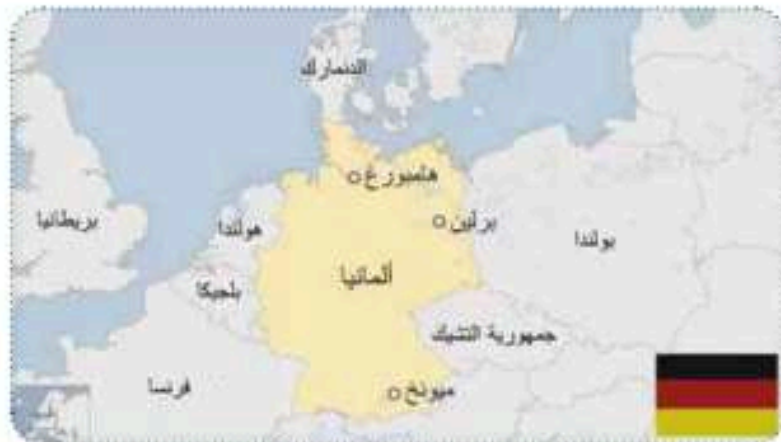 الدنمارك
هامبورغ
بريطانيا
هولندا
برلين
بولندا
ألمانيا
بلجيكا
جمهورية التشيك
فرنسا
ميونخ